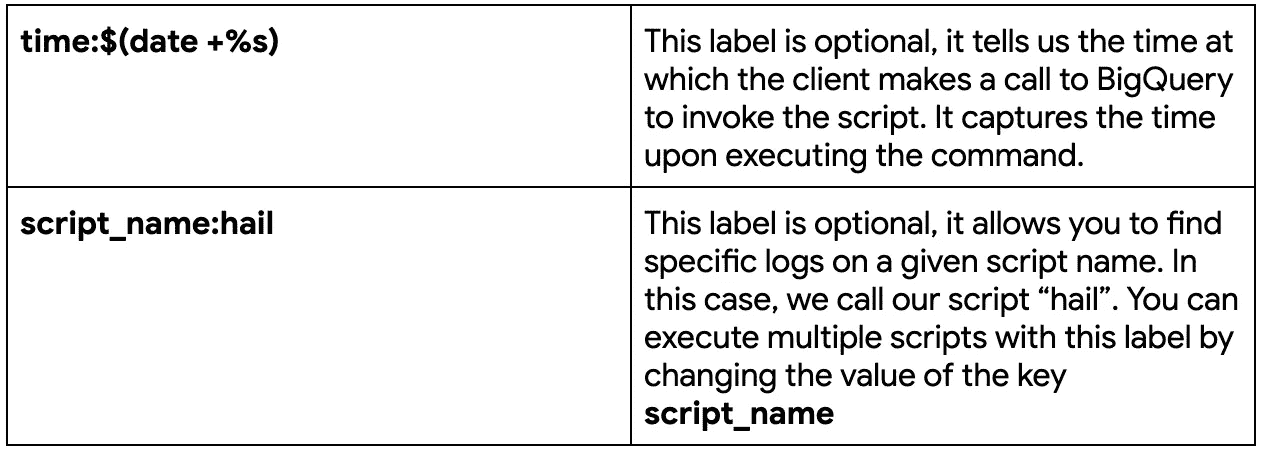 time:$(date +%s)
This label is optional, it tells us the time at
which the client makes a call to BigQuery
to invoke the script. It captures the time
upon executing the command.
script_name:hail
This label is optional, it allows you to find
specific logs on a given script name. In
this case, we call our script “hail”. You can
execute multiple scripts with this label by
changing the value of the key
script_name